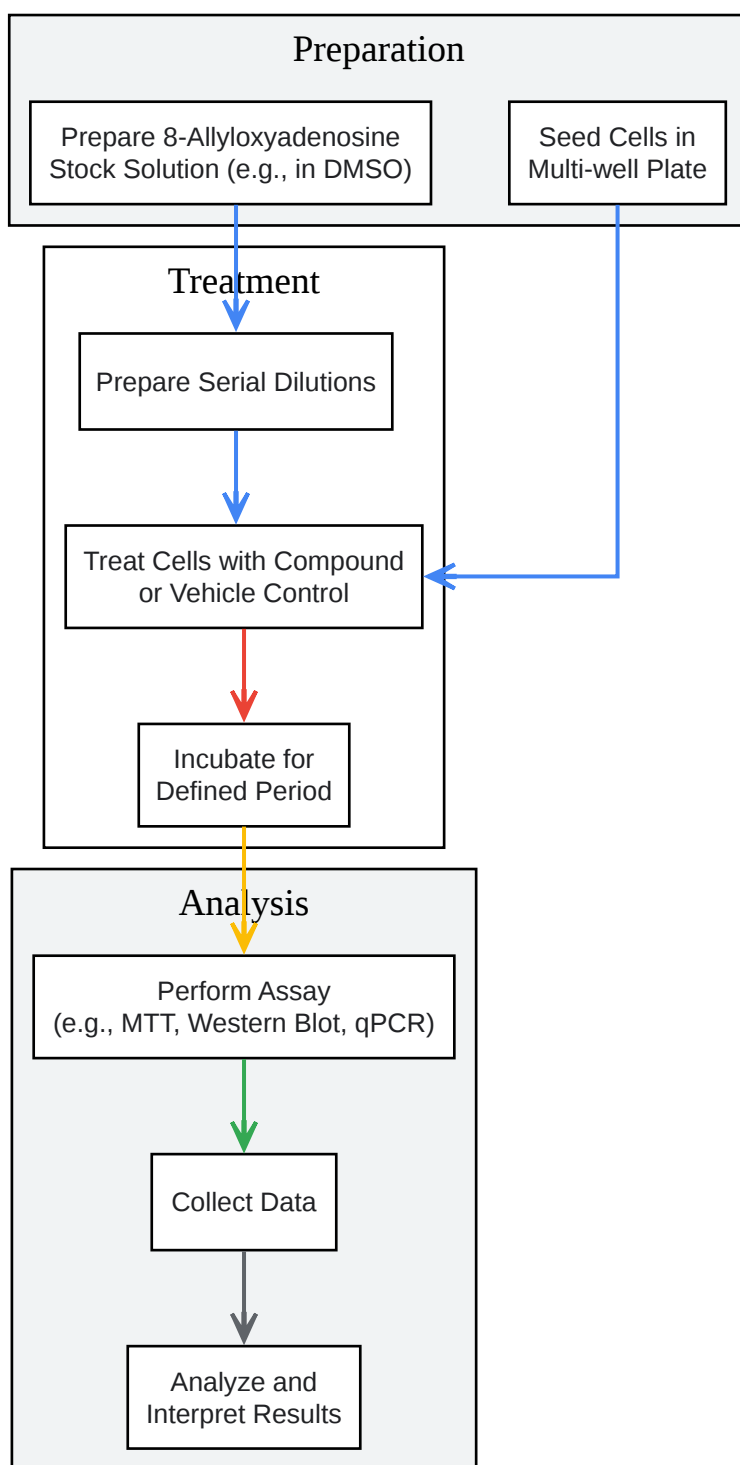 Preparation
Prepare 8-Allyloxyadenosine
Stock Solution (e.g., in DMSO)
Seed Cells in
Multi-well Plate
Treatment
Prepare Serial Dilutions
Treat Cells with Compound
or Vehicle Control
Incubate for
Defined Period
Analysis
Perform Assay
(e.g., MTT, Western Blot, qPCR)
Collect Data
Analyze and
Interpret Results